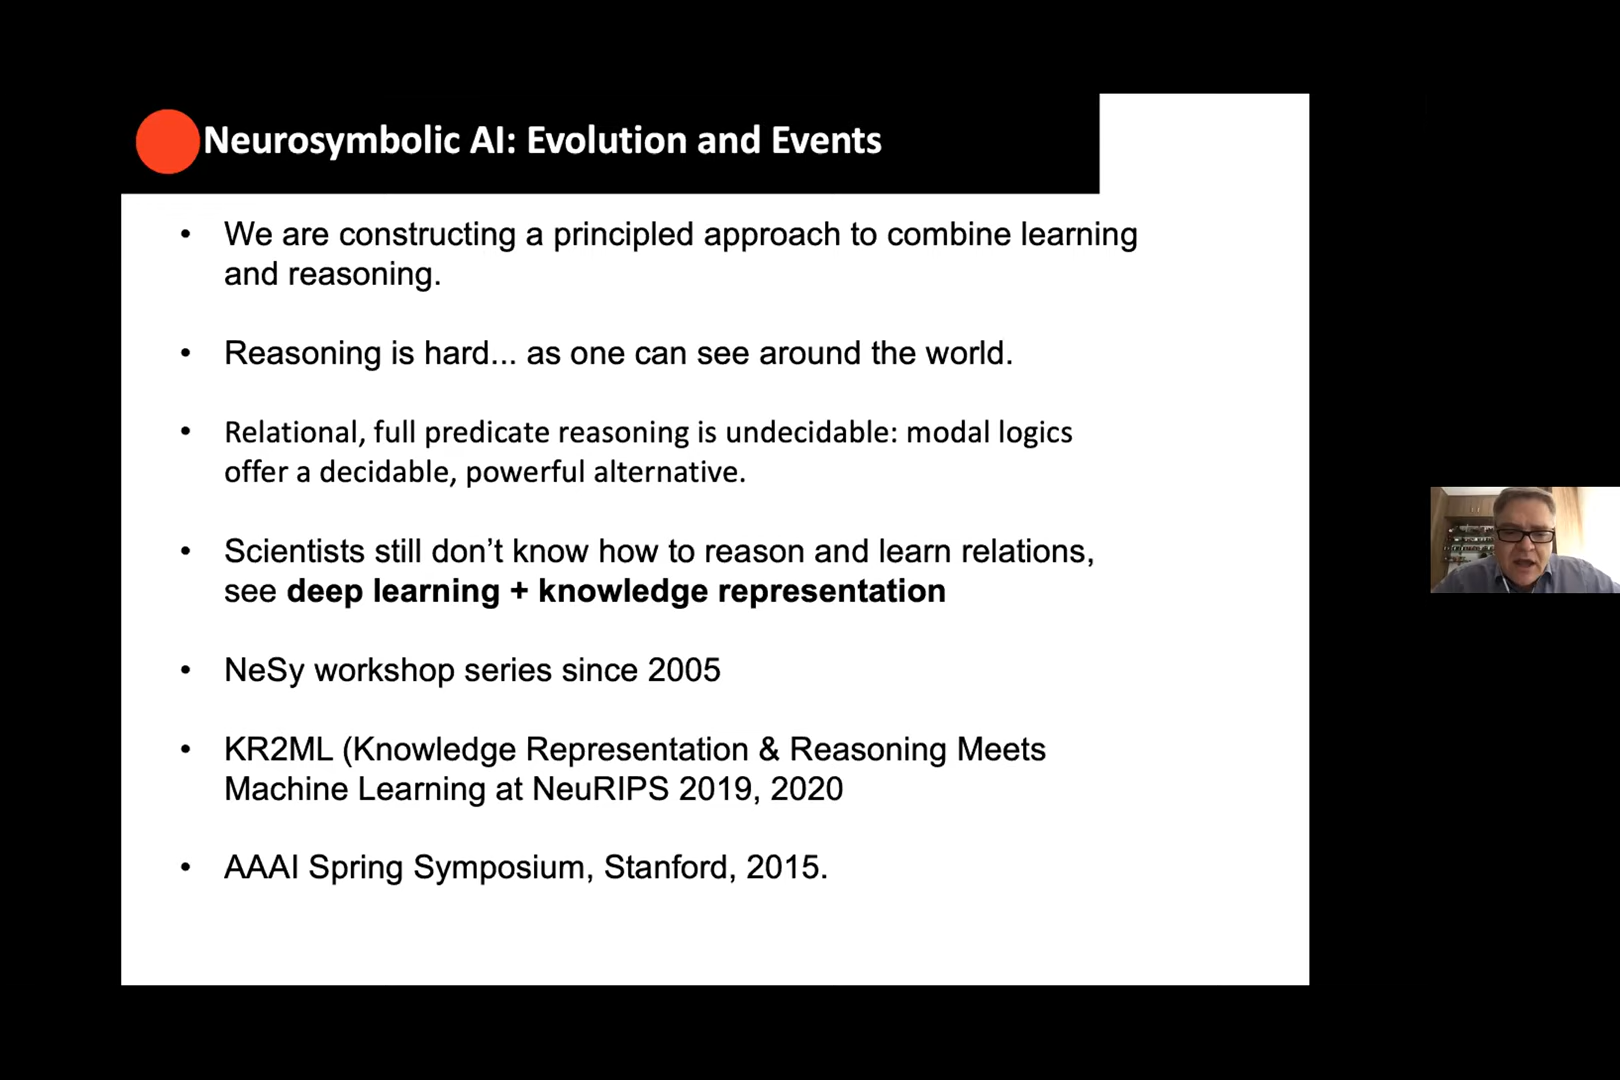 Neurosymbolic AI: Evolution and Events
• We are constructing a principled approach to combine learning
and reasoning.
• Reasoning is hard... as one can see around the world.
• Relational, full predicate reasoning is undecidable: modal logics
offer a decidable, powerful alternative.
• Scientists still don’t know how to reason and learn relations,
see deep learning + knowledge representation
• NeSy workshop series since 2005
• KR2ML (Knowledge Representation & Reasoning Meets
Machine Learning at NeuRIPS 2019, 2020
• AAAI Spring Symposium, Stanford, 2015.